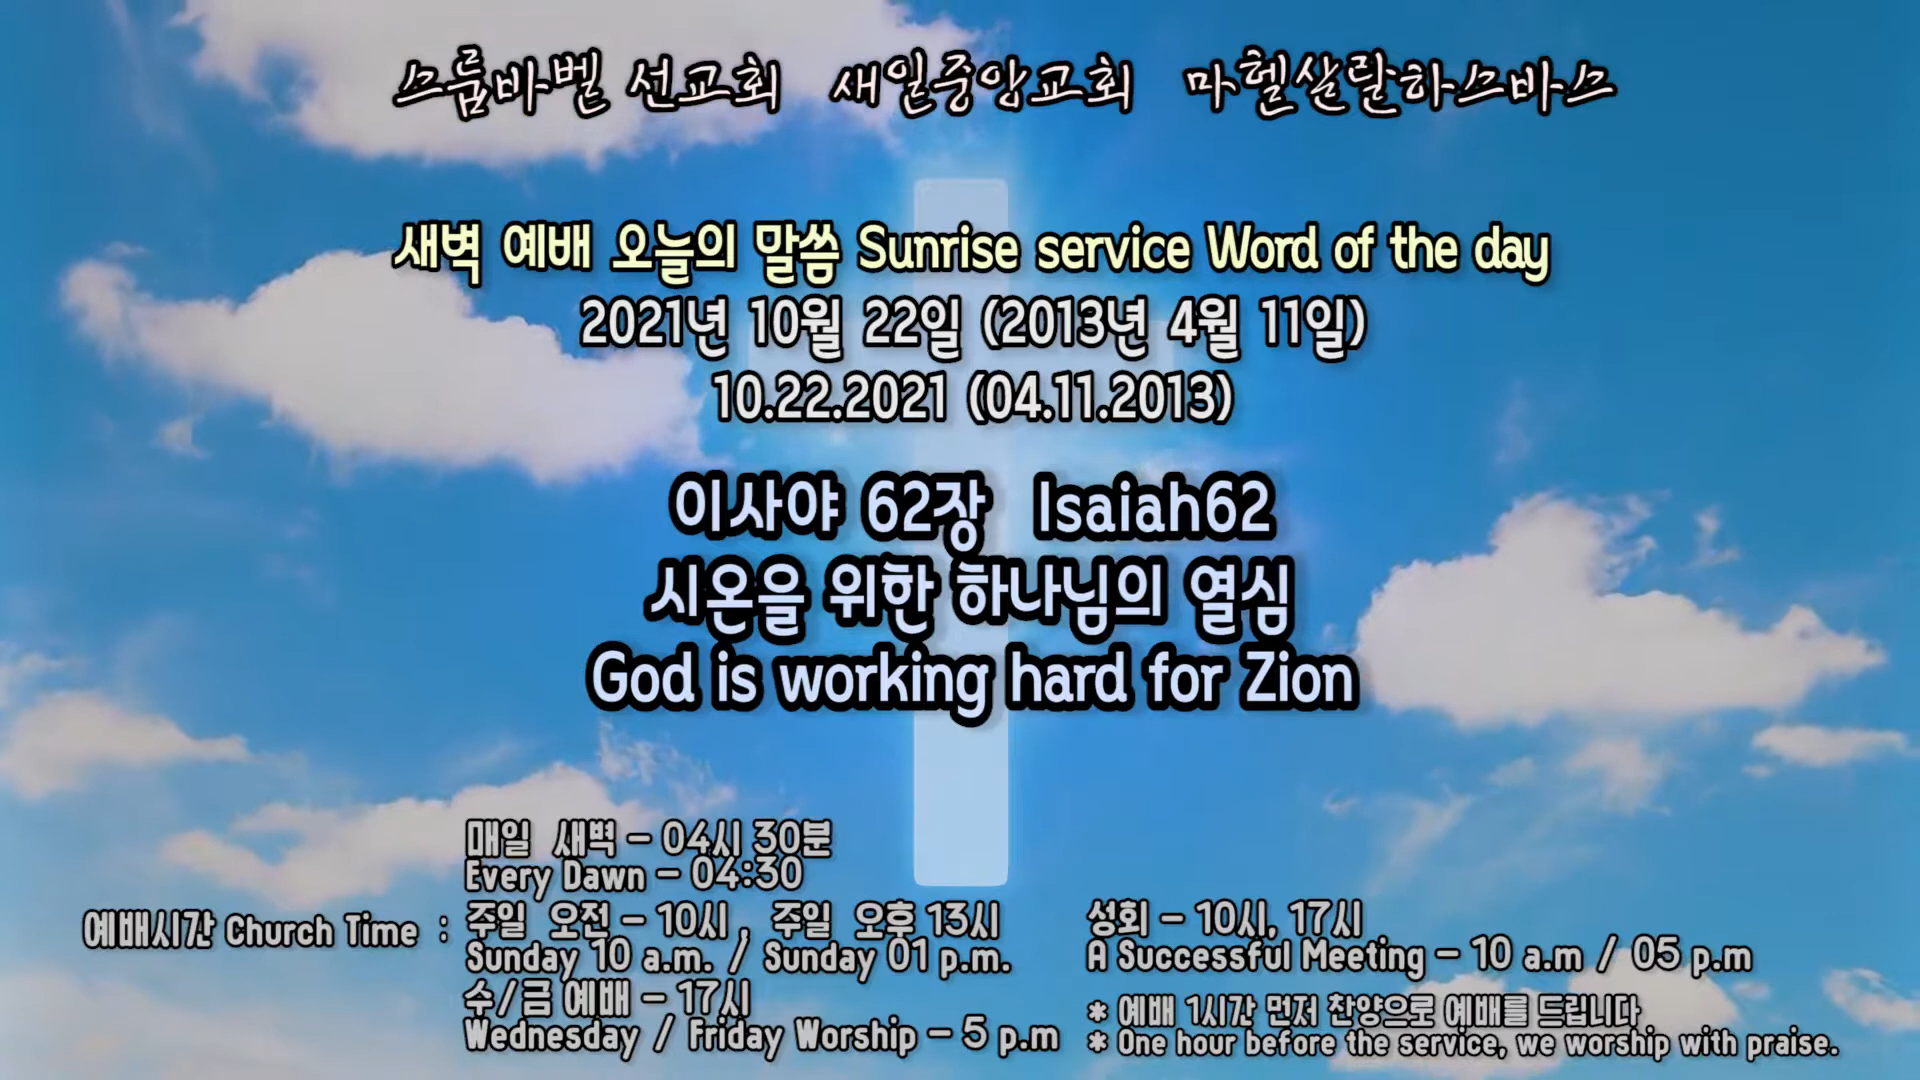 스룹바벨 선교회 새일중앙교회 마헬살랄하스바스
새벽 예배 오늘의 말씀 Sunrise service Word of the day
2021년 10월 22일 (2013년 4월 11일)
10.22.2021 (04.11.2013)
이사야 62장 Isaiah62
시온을 위한 하나님의 열심
God is working hard for Zion
매일 새벽 - 04시 30분
Every Dawn - 04:30
예배시간 Church Time :
주일 오전 - 10시 , 주일 오후 13시
Sunday 10 a.m. / Sunday 01 p.m.
수/금 예배 - 17시
Wednesday / Friday Worship - 5 p.m
성회 - 10시, 17시
A Successful Meeting - 10 a.m / 05 p.m
* 예배 1시간 먼저 찬양으로 예배를 드립니다
* One hour before the service, we worship with praise.